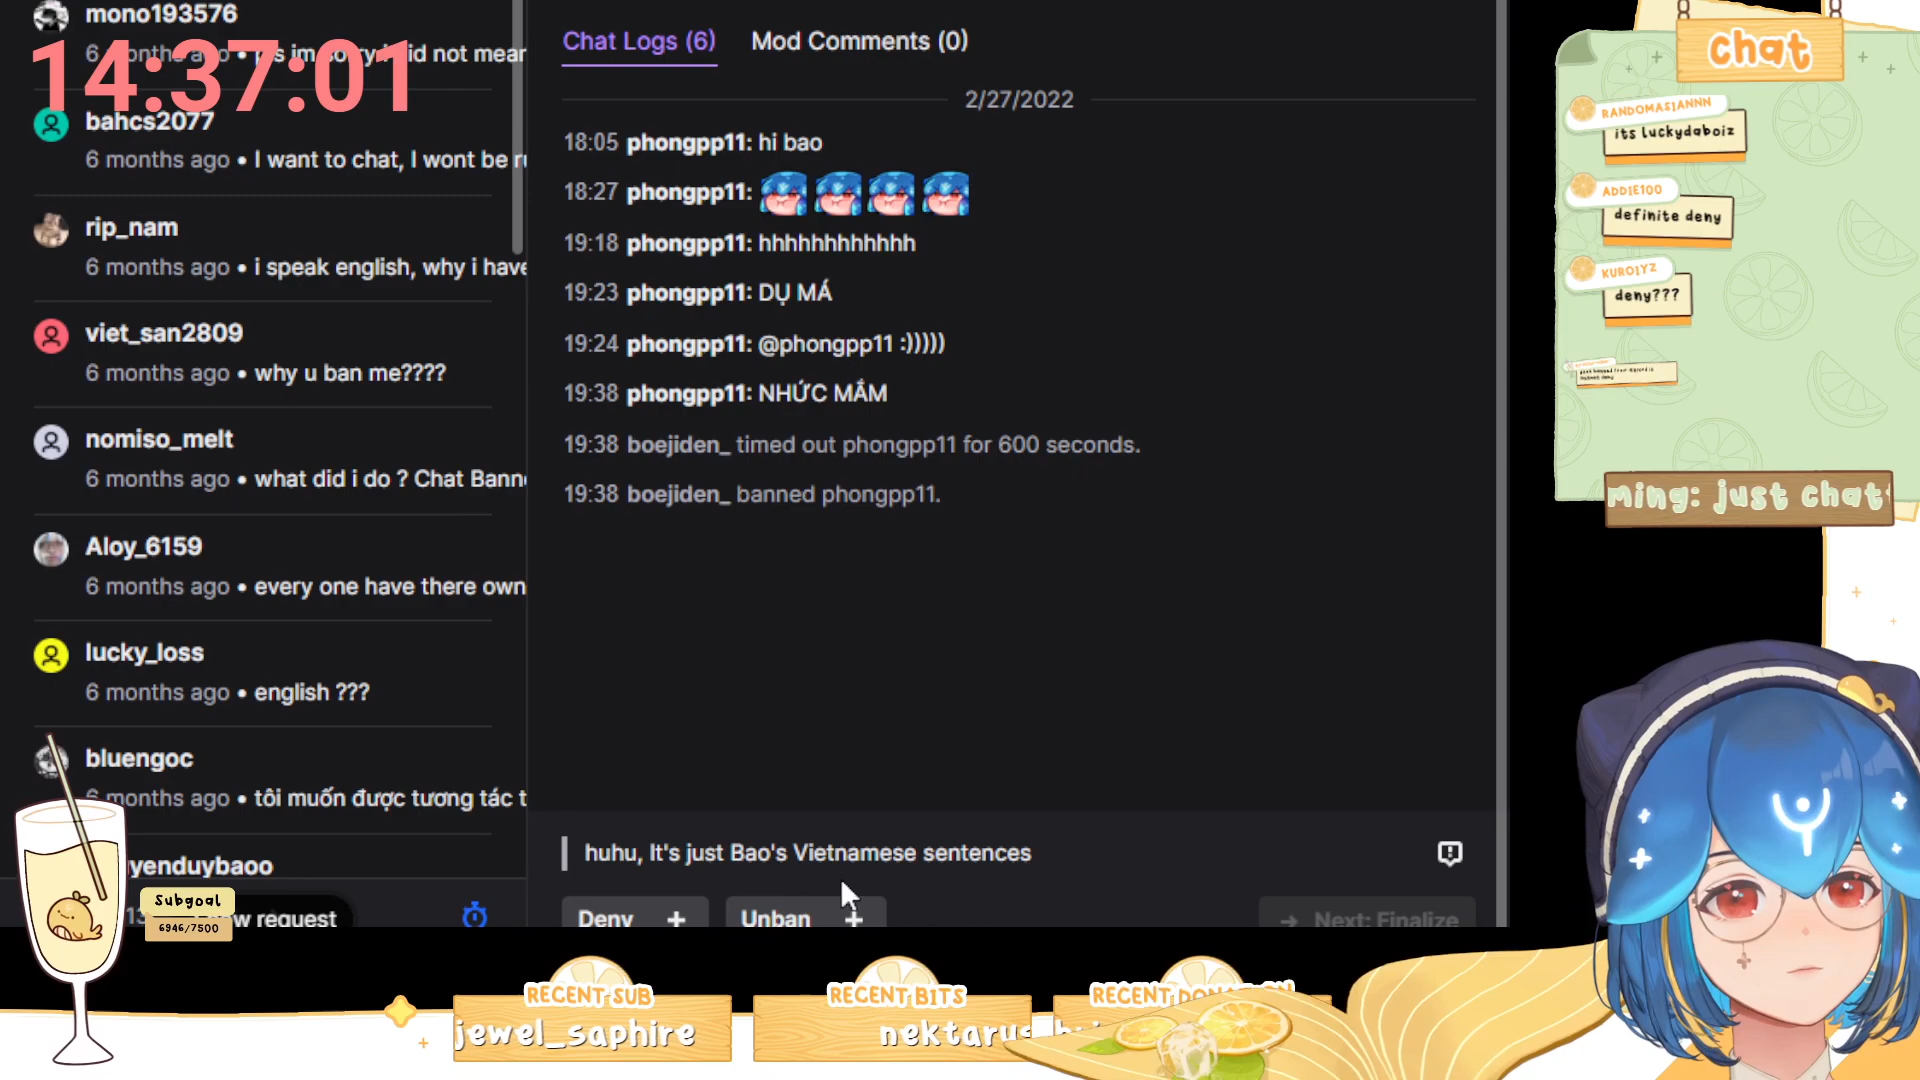 mono193576
6 months ago
14:37:01
bahcs2077
6 months ago • I want to chat, I wont be r
rip_nam
6 months ago • i speak english, why i have
viet_san2809
6 months ago • why u ban me????
nomiso_melt
6 months ago • what did i do ? Chat Bann
Aloy_6159
6 months ago • every one have there own
lucky_loss
6 months ago • english ???
bluengoc
6 months ago • tôi muốn được tương tác t
yenduybaoo
w request
Subgoal
6946/7500
Chat Logs (6)
Mod Comments (0)
2/27/2022
18:05 phongpp11: hi bao
18:27 phongpp11:
19:18 phongpp11: hhhhhhhhhhhh
19:23 phongpp11: DỤ MÁ
19:24 phongpp11: @phongpp11 :)))))
19:38 phongpp11: NHỨC MẮM
19:38 boejiden_ timed out phongpp11 for 600 seconds.
19:38 boejiden_ banned phongpp11.
huhu, It's just Bao's Vietnamese sentences
Deny +
Unban +
→ Next: Finalize
chat
RANDOMASIANNN
its luckydaboiz
ADDIE100
definite deny
KUROIYZ
deny???
ming: just chat
RECENT SUB
jewel_saphire
RECENT BITS
nektarus
RECENT